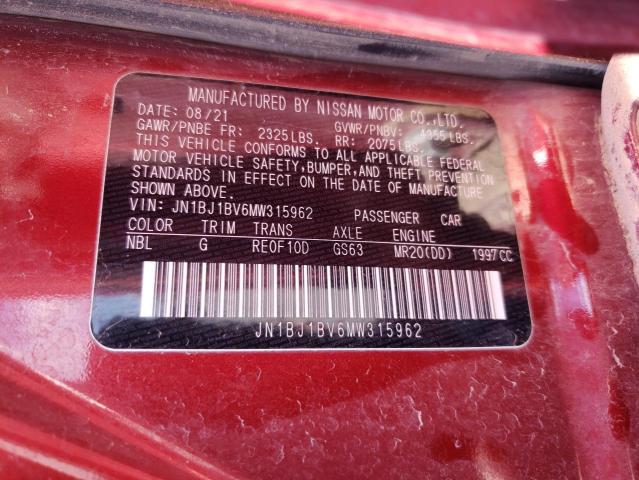 MANUFACTURED BY NISSAN MOTOR CO.,LTD.
DATE: 08/21 GVWR/PNBV: 4355 LBS.
GAWR/PNBE FR: 2325LBS. RR: 2075LBS.
THIS VEHICLE CONFORMS TO ALL APPLICABLE FEDERAL
MOTOR VEHICLE SAFETY,BUMPER,AND THEFT PREVENTION
STANDARDS IN EFFECT ON THE DATE OF MANUFACTURE
SHOWN ABOVE.
VIN: JN1BJ1BV6MW315962 PASSENGER CAR
COLOR TRIM TRANS AXLE ENGINE
NBL G RE0F10D GS63 MR20(DD) 1997CC
JN1BJ1BV6MW315962